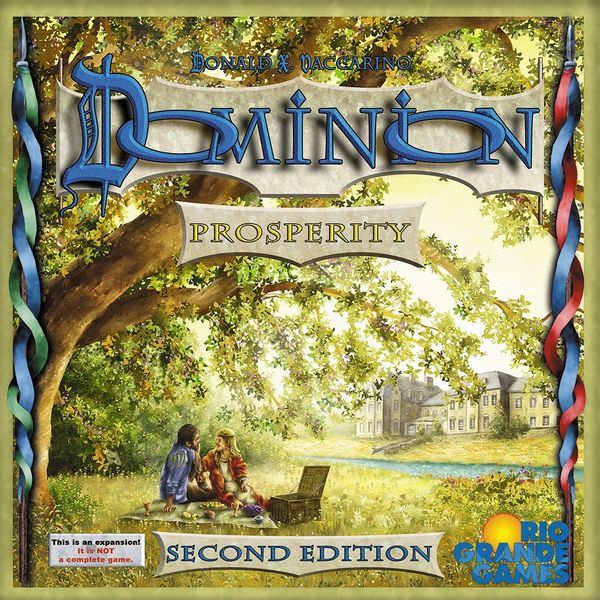 Donald X. Vaccarino
Dominion
Prosperity
This is an expansion!
It is NOT
a complete game.
Second Edition
Rio
Grande
Games